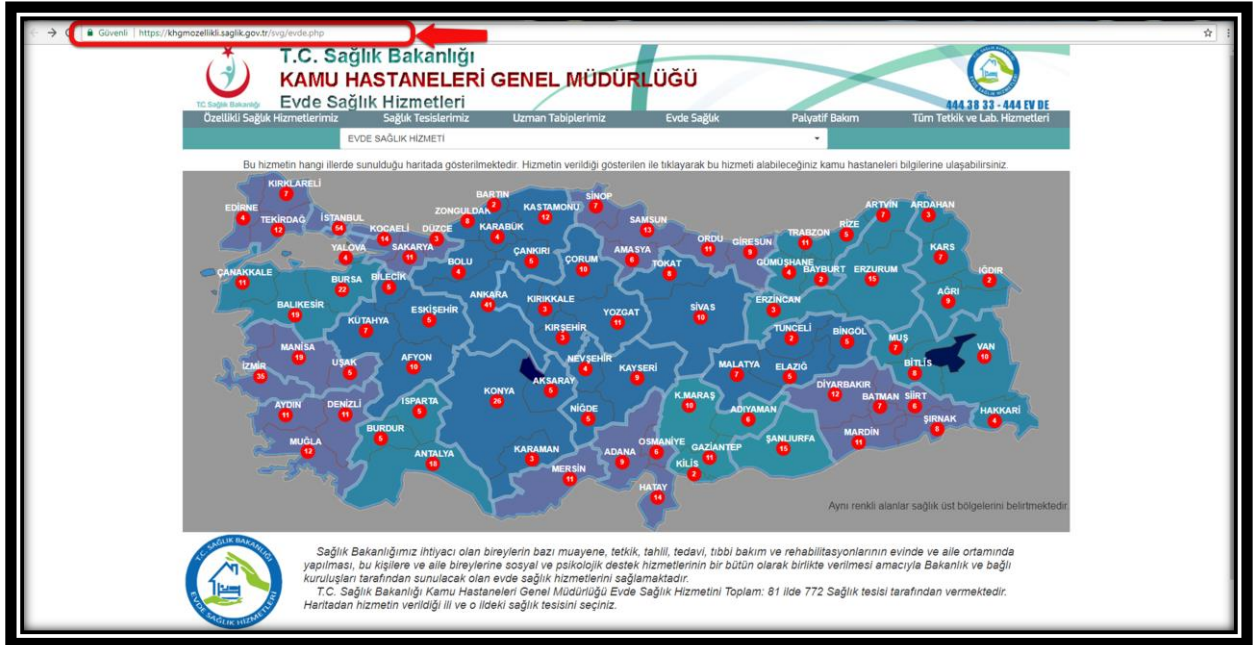 Güvenli | https://khgmozellikli.saglik.gov.tr/svg/evde.php
T.C. Sağlık Bakanlığı
KAMU HASTANELERİ GENEL MÜDÜRLÜĞÜ
Evde Sağlık Hizmetleri
T.C. Sağlık Bakanlığı
444 38 33 - 444 EV DE
Özellikli Sağlık Hizmetlerimiz Sağlık Tesislerimiz Uzman Tabiplerimiz Evde Sağlık Palyatif Bakım Tüm Tetkik ve Lab. Hizmetleri
EVDE SAĞLIK HİZMETİ
Bu hizmetin hangi illerde sunulduğu haritada gösterilmektedir. Hizmetin verildiği gösterilen ile tıklayarak bu hizmeti alabileceğiniz kamu hastaneleri bilgilerine ulaşabilirsiniz.
KIRKLARELİ
7
EDİRNE
4
TEKİRDAĞ
12
İSTANBUL
54
KOCAELİ
14
YALOVA
4
SAKARYA
11
DÜZCE
3
ZONGULDAK
8
BARTIN
2
KARABÜK
4
KASTAMONU
12
SİNOP
7
SAMSUN
13
ORDU
11
GİRESUN
9
TRABZON
11
RİZE
5
ARTVİN
7
ARDAHAN
3
KARS
7
IĞDIR
2
AĞRI
9
ERZURUM
15
BAYBURT
2
GÜMÜŞHANE
4
ERZİNCAN
3
TOKAT
8
AMASYA
6
ÇORUM
10
ÇANKIRI
5
BOLU
4
BİLECİK
5
BURSA
22
ÇANAKKALE
11
BALIKESİR
19
KÜTAHYA
7
ESKİŞEHİR
5
ANKARA
41
KIRIKKALE
3
KIRŞEHİR
3
YOZGAT
11
SİVAS
10
TUNCELİ
2
BİNGÖL
5
MUŞ
7
BİTLİS
8
VAN
10
HAKKARİ
4
ŞIRNAK
8
SİİRT
6
BATMAN
7
DİYARBAKIR
12
MARDİN
11
ŞANLIURFA
15
ADIYAMAN
6
MALATYA
7
ELAZIĞ
5
K.MARAŞ
10
GAZİANTEP
11
KİLİS
2
HATAY
14
OSMANİYE
6
ADANA
9
MERSİN
11
NİĞDE
5
KAYSERİ
9
NEVŞEHİR
4
AKSARAY
5
KONYA
26
KARAMAN
3
ANTALYA
18
BURDUR
5
ISPARTA
5
AFYON
10
UŞAK
5
MANİSA
19
İZMİR
35
AYDIN
11
DENİZLİ
11
MUĞLA
12
Aynı renkli alanlar sağlık üst bölgelerini belirtmektedir.
T.C. SAĞLIK BAKANLIĞI
EVDE SAĞLIK HİZMETLERİ
Sağlık Bakanlığımız ihtiyacı olan bireylerin bazı muayene, tetkik, tahlil, tedavi, tıbbi bakım ve rehabilitasyonlarının evinde ve aile ortamında
yapılması, bu kişilere ve aile bireylerine sosyal ve psikolojik destek hizmetlerinin bir bütün olarak birlikte verilmesi amacıyla Bakanlık ve bağlı
kuruluşları tarafından sunulacak olan evde sağlık hizmetlerini sağlamaktadır.
T.C. Sağlık Bakanlığı Kamu Hastaneleri Genel Müdürlüğü Evde Sağlık Hizmetini Toplam: 81 ilde 772 Sağlık tesisi tarafından vermektedir.
Haritadan hizmetin verildiği ili ve o ildeki sağlık tesisini seçiniz.